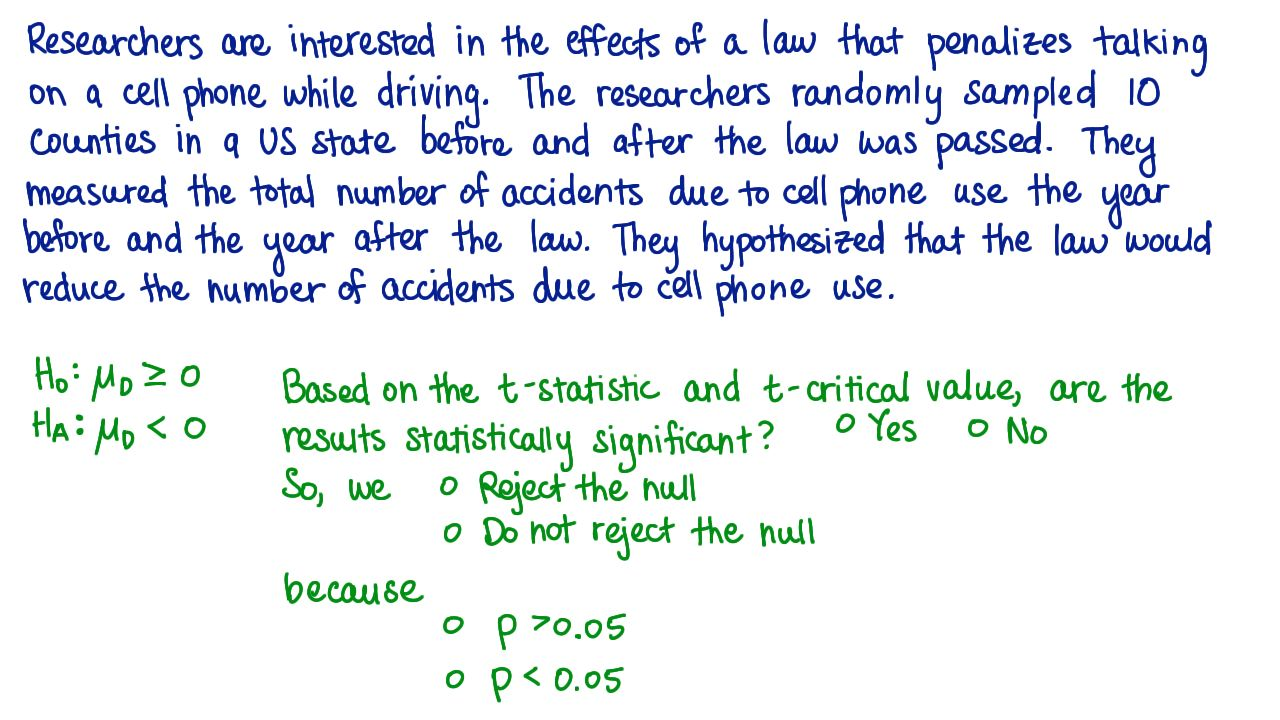 Researchers are interested in the effects of a law that penalizes talking
on a cell phone while driving. The researchers randomly sampled 10
counties in a US state before and after the law was passed. They
measured the total number of accidents due to cell phone use the year
before and the year after the law. They hypothesized that the law would
reduce the number of accidents due to cell phone use.
H₀: μD ≥ 0
HA: μD < 0
Based on the t-statistic and t-critical value, are the
results statistically significant? o Yes o No
So, we o Reject the null
o Do not reject the null
because
o p > 0.05
o p < 0.05